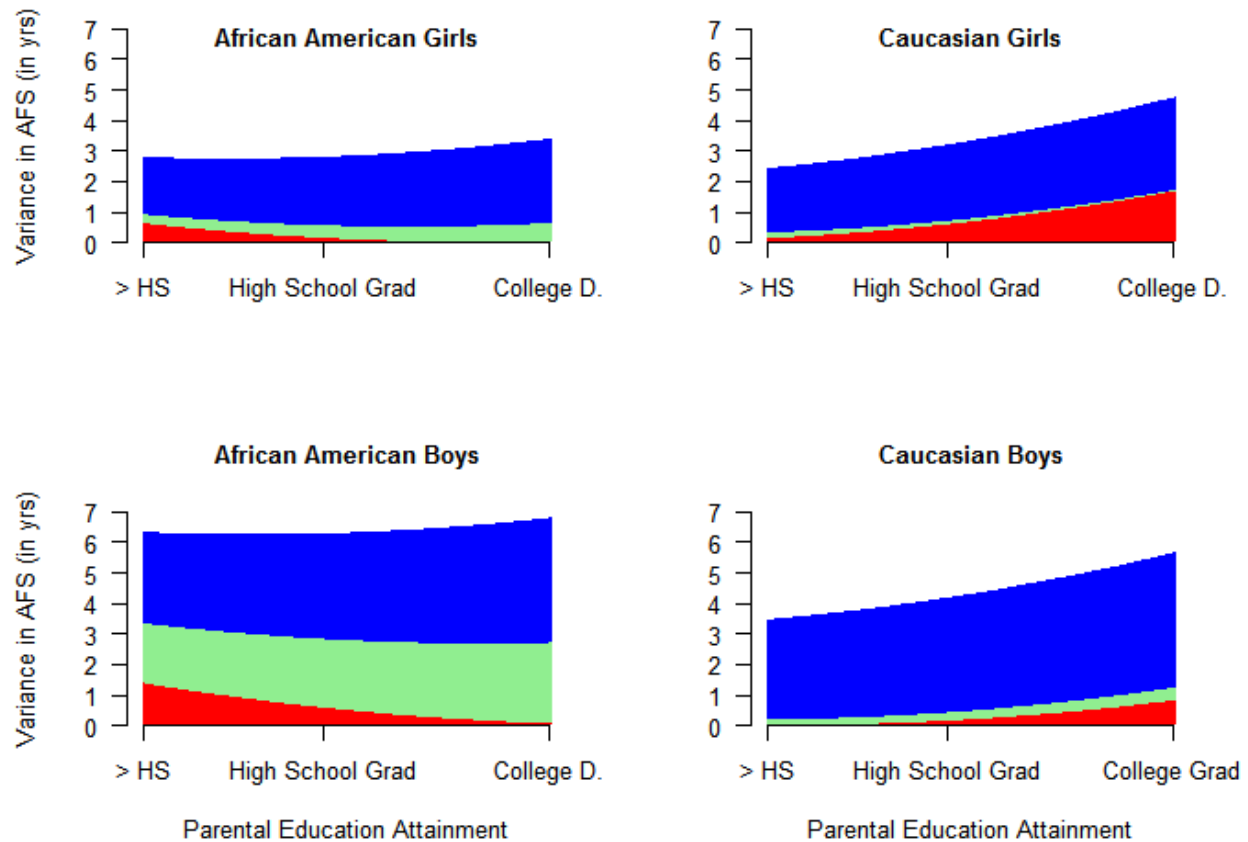 African American Girls
Variance in AFS (in yrs)
7
6
5
4
3
2
1
0
> HS High School Grad College D.
Caucasian Girls
7
6
5
4
3
2
1
0
> HS High School Grad College D.
African American Boys
Variance in AFS (in yrs)
7
6
5
4
3
2
1
0
> HS High School Grad College D.
Parental Education Attainment
Caucasian Boys
7
6
5
4
3
2
1
0
> HS High School Grad College Grad
Parental Education Attainment